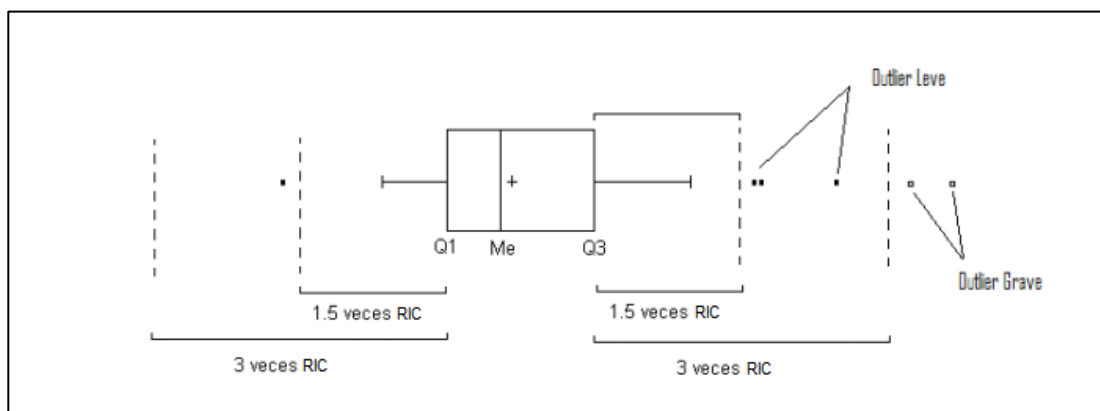 Outlier Leve
Q1 Me Q3
Outlier Grave
1.5 veces RIC 1.5 veces RIC
3 veces RIC 3 veces RIC